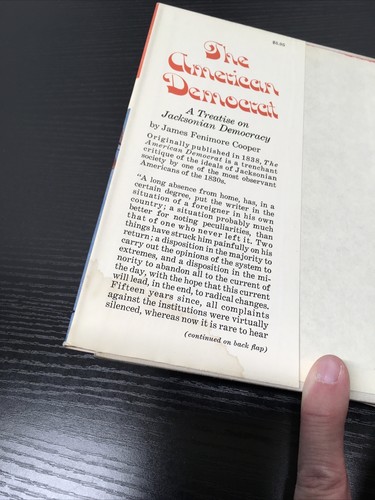 $5.95
The
American
Democrat
A Treatise on
Jacksonian Democracy
by James Fenimore Cooper
Originally published in 1838, The
American Democrat is a trenchant
critique of the ideals of Jacksonian
society by one of the most observant
Americans of the 1830s.
"A long absence from home, has, in a
certain degree, put the writer in the
situation of a foreigner in his own
country; a situation probably much
better for noting peculiarities, than
that of one who never left it. Two
things have struck him painfully on his
return; a disposition in the majority to
carry out the opinions of the system to
extremes, and a disposition in the mi-
nority to abandon all to the current of
the day, with the hope that this current
will lead, in the end, to radical changes.
Fifteen years since, all complaints
against the institutions were virtually
silenced, whereas now it is rare to hear
(continued on back flap)